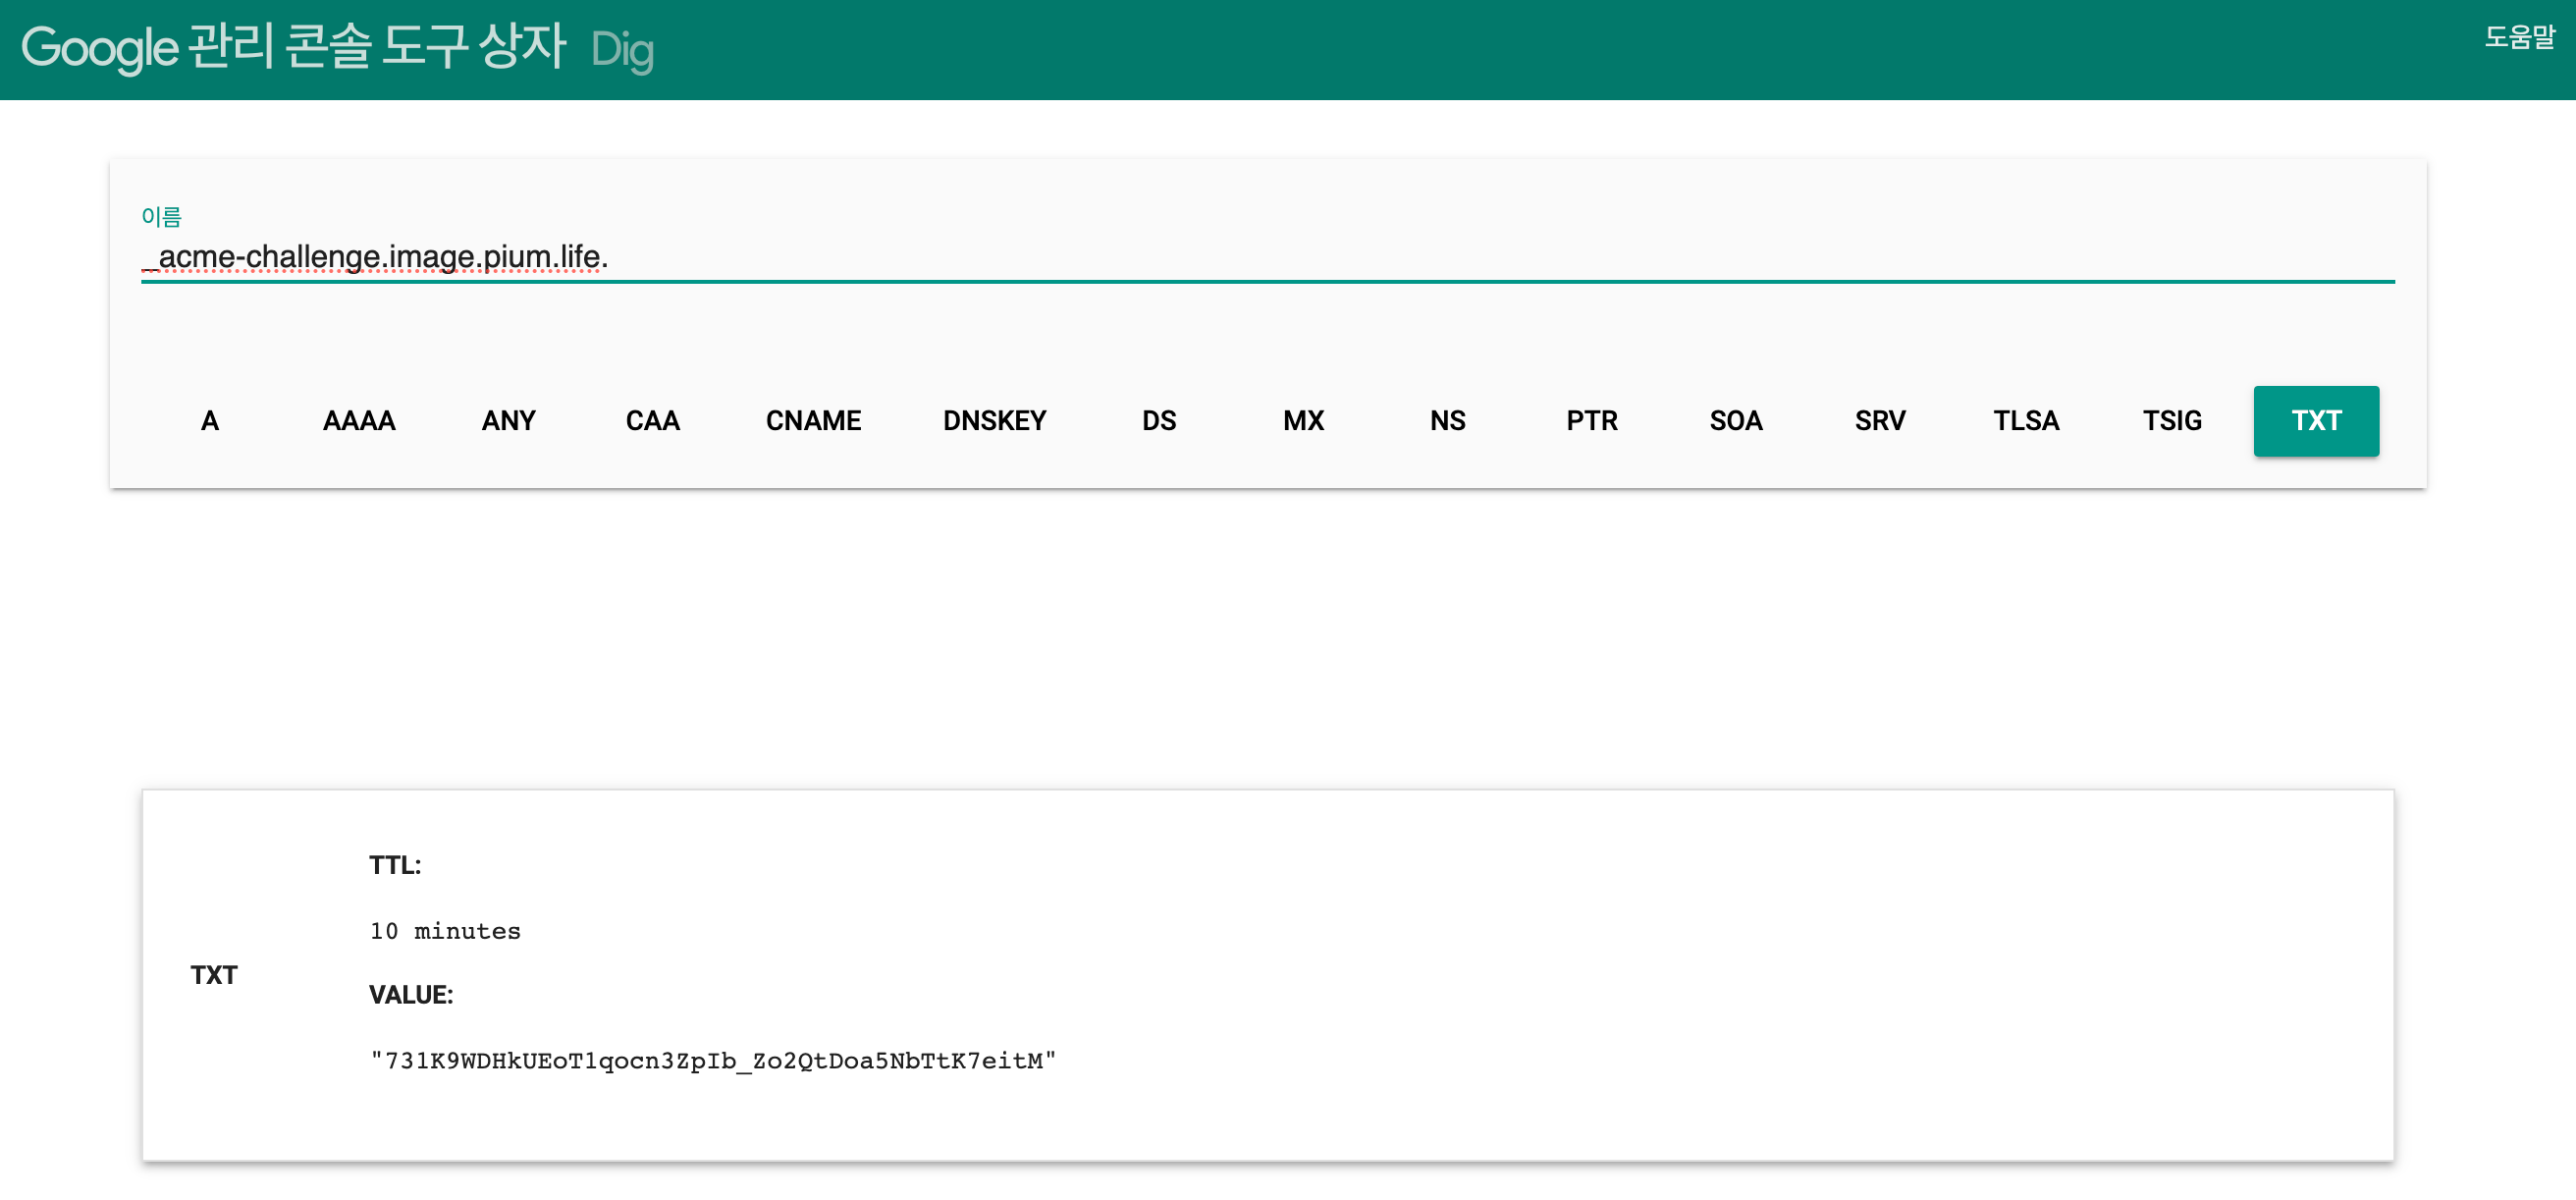 Google 관리 콘솔 도구 상자 Dig
도움말
이름
_acme-challenge.image.pium.life.
A AAAA ANY CAA CNAME DNSKEY DS MX NS PTR SOA SRV TLSA TSIG TXT
TXT
TTL:
10 minutes
VALUE:
"731K9WDHkUEoT1qocn3ZpIb_Zo2QtDoa5NbTtK7eitM"